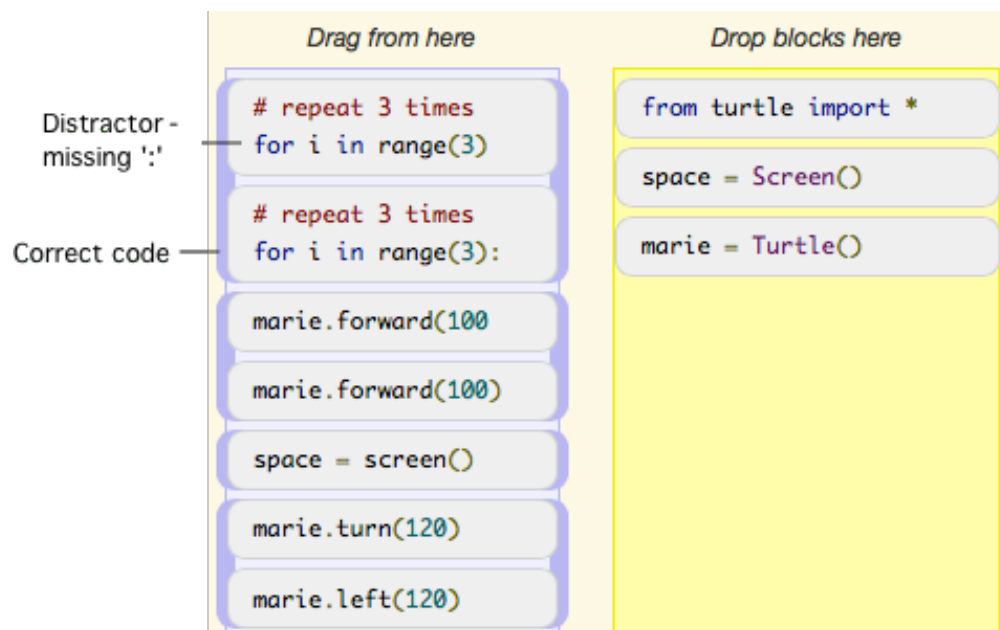 Drag from here
Drop blocks here
Distractor -
missing ':'
Correct code
# repeat 3 times
for i in range(3)
# repeat 3 times
for i in range(3):
marie.forward(100
marie.forward(100)
space = screen()
marie.turn(120)
marie.left(120)
from turtle import *
space = Screen()
marie = Turtle()